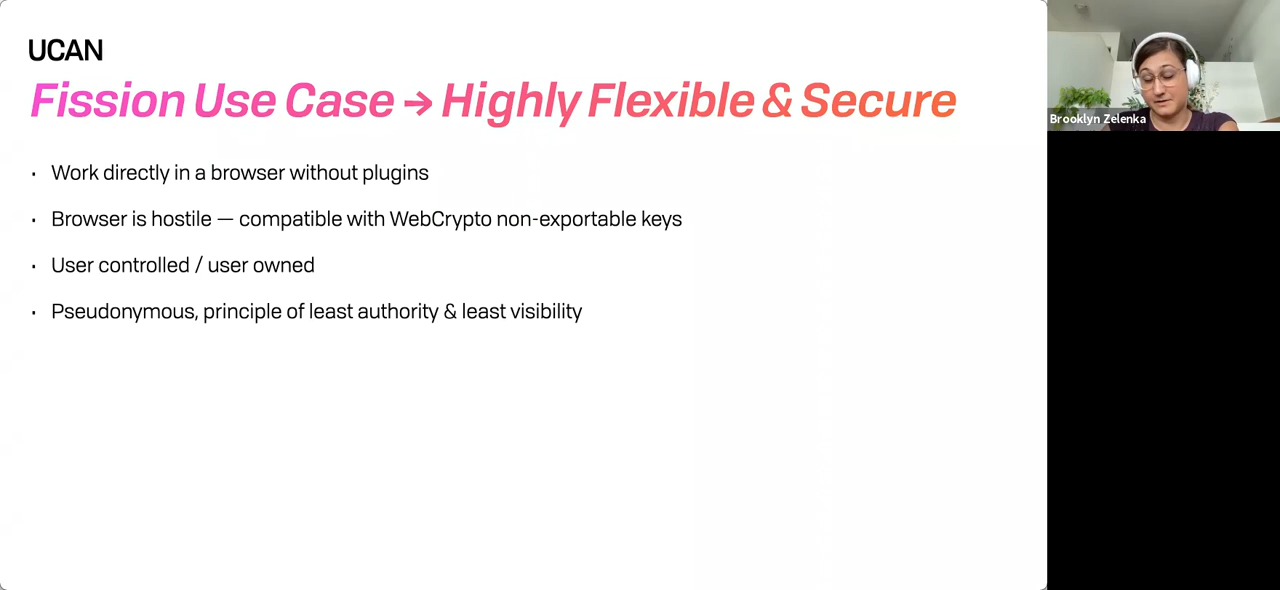 UCAN
Fission Use Case → Highly Flexible & Secure
· Work directly in a browser without plugins
· Browser is hostile — compatible with WebCrypto non-exportable keys
· User controlled / user owned
· Pseudonymous, principle of least authority & least visibility
Brooklyn Zelenka